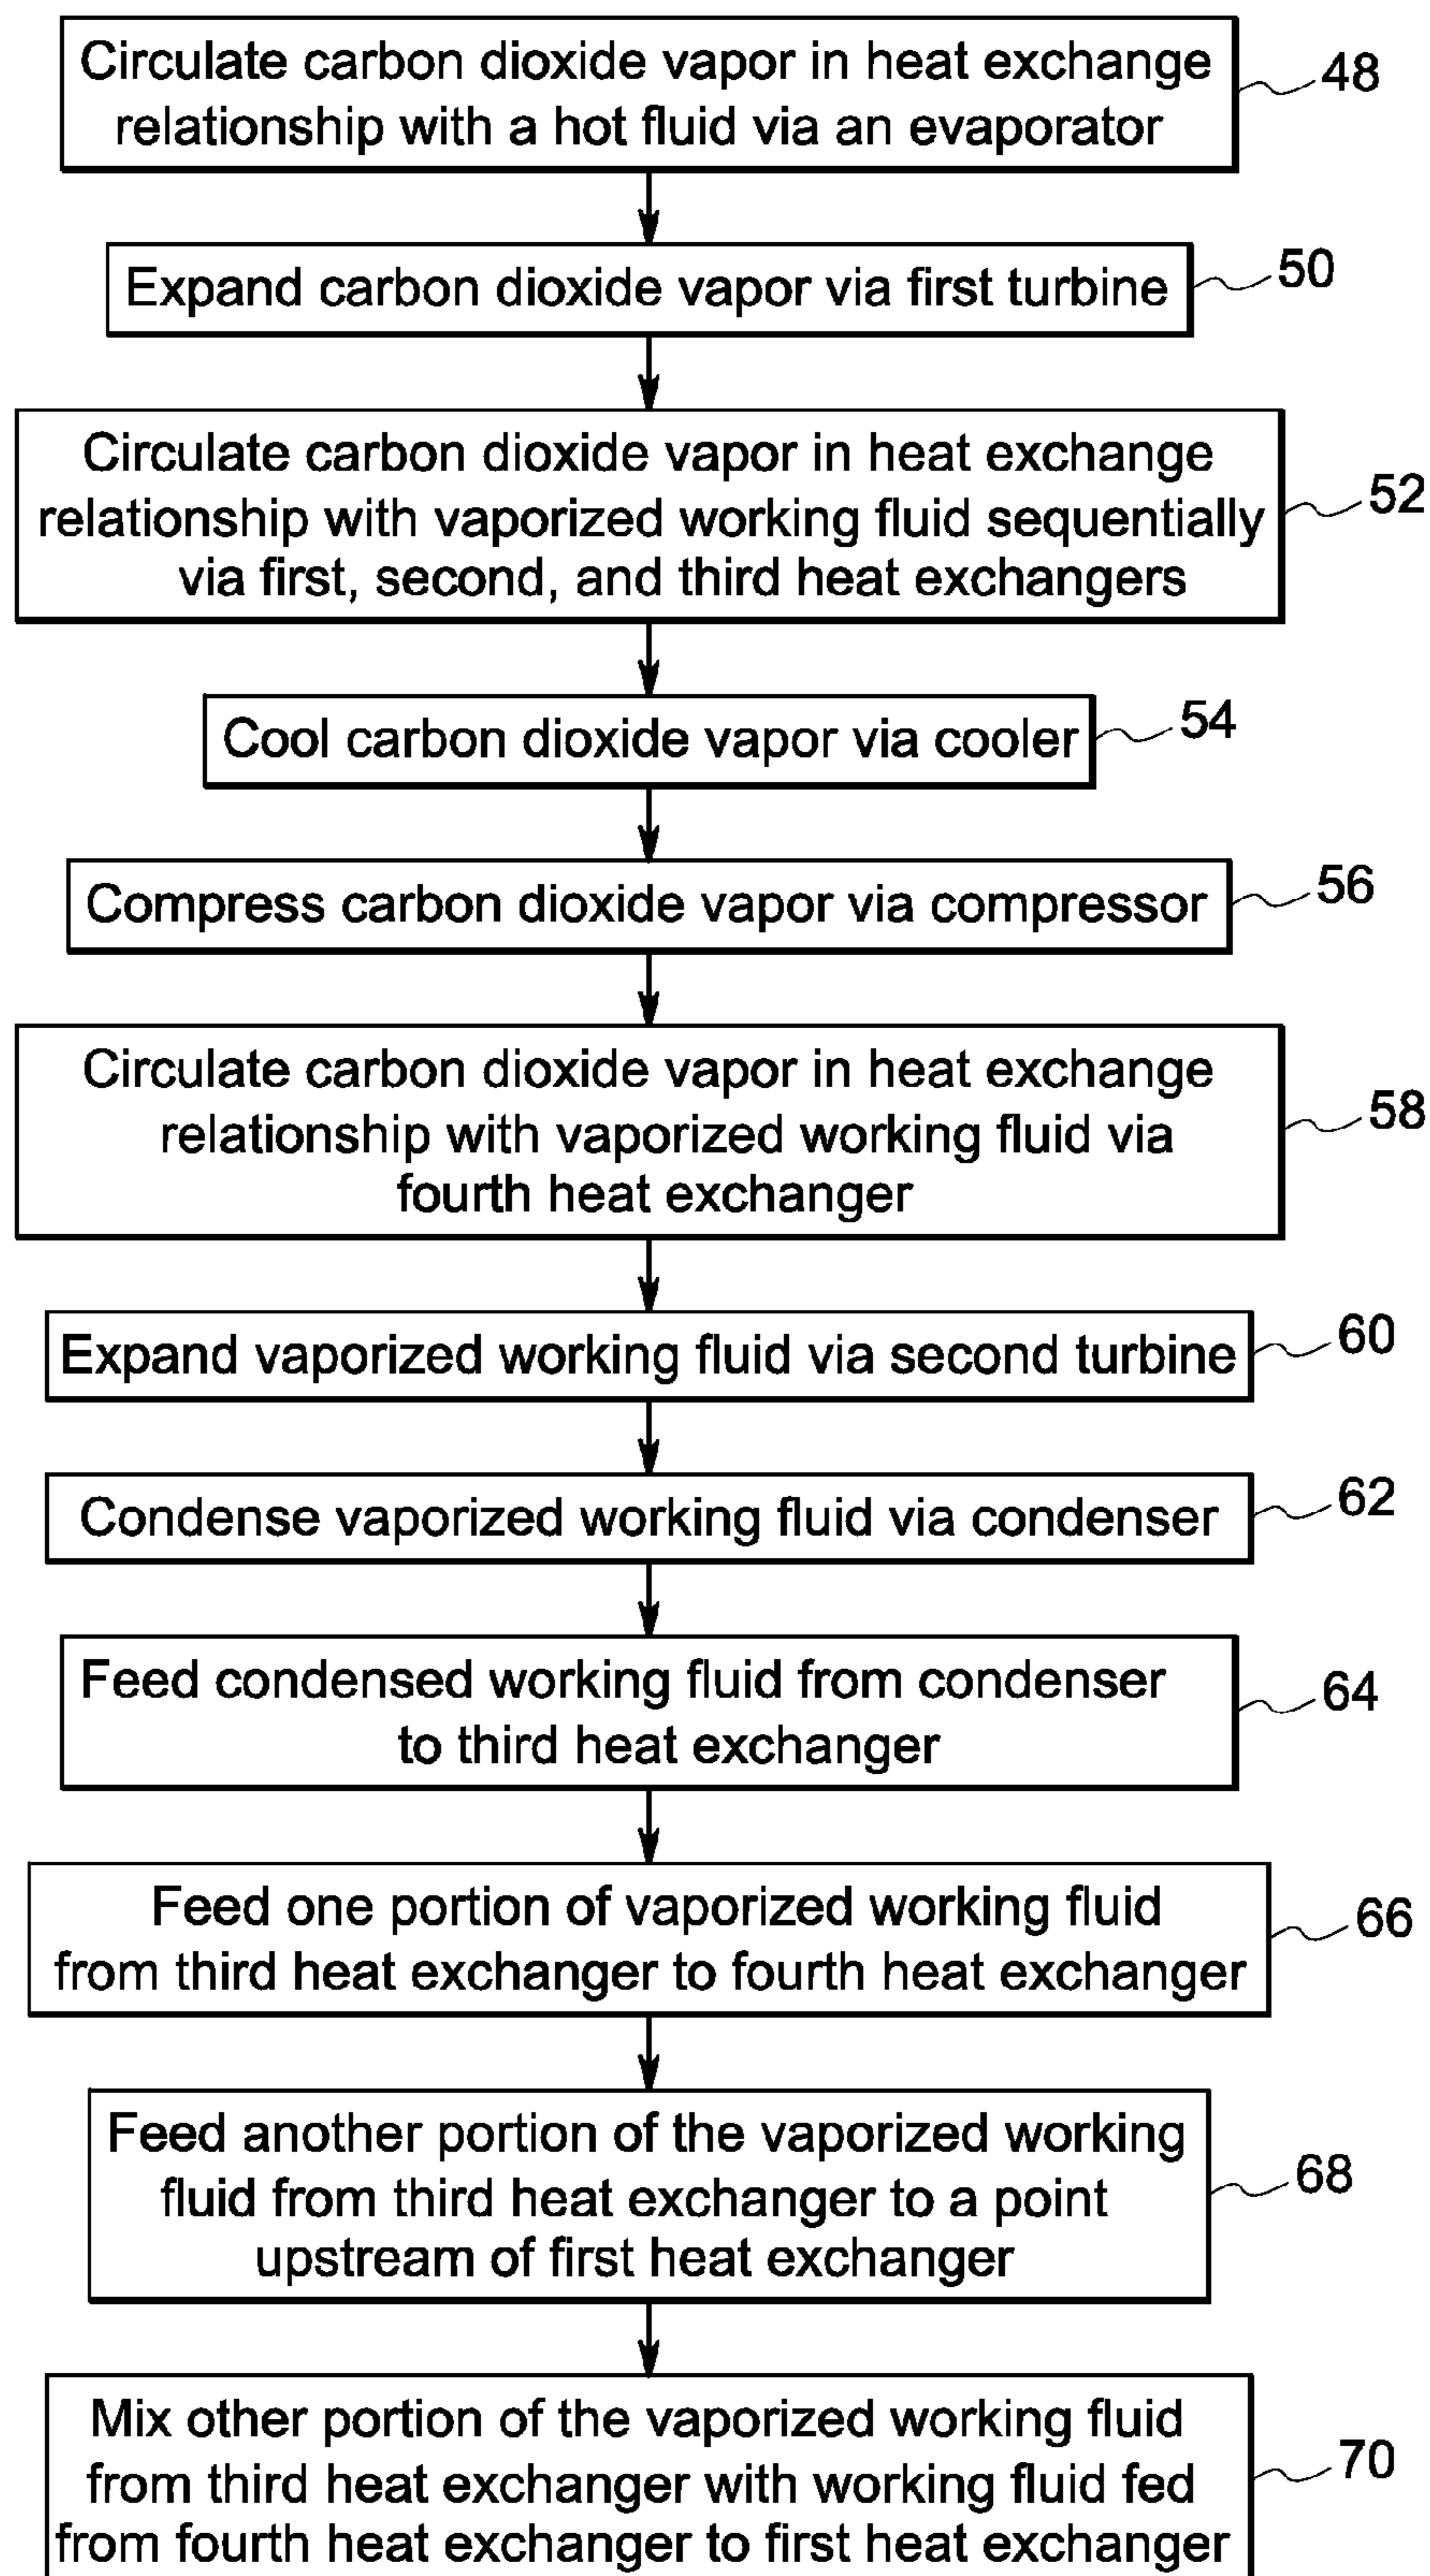 Circulate carbon dioxide vapor in heat exchange
relationship with a hot fluid via an evaporator
48
Expand carbon dioxide vapor via first turbine
50
Circulate carbon dioxide vapor in heat exchange
relationship with vaporized working fluid sequentially
via first, second, and third heat exchangers
52
Cool carbon dioxide vapor via cooler
54
Compress carbon dioxide vapor via compressor
56
Circulate carbon dioxide vapor in heat exchange
relationship with vaporized working fluid via
fourth heat exchanger
58
Expand vaporized working fluid via second turbine
60
Condense vaporized working fluid via condenser
62
Feed condensed working fluid from condenser
to third heat exchanger
64
Feed one portion of vaporized working fluid
from third heat exchanger to fourth heat exchanger
66
Feed another portion of the vaporized working
fluid from third heat exchanger to a point
upstream of first heat exchanger
68
Mix other portion of the vaporized working fluid
from third heat exchanger with working fluid fed
from fourth heat exchanger to first heat exchanger
70